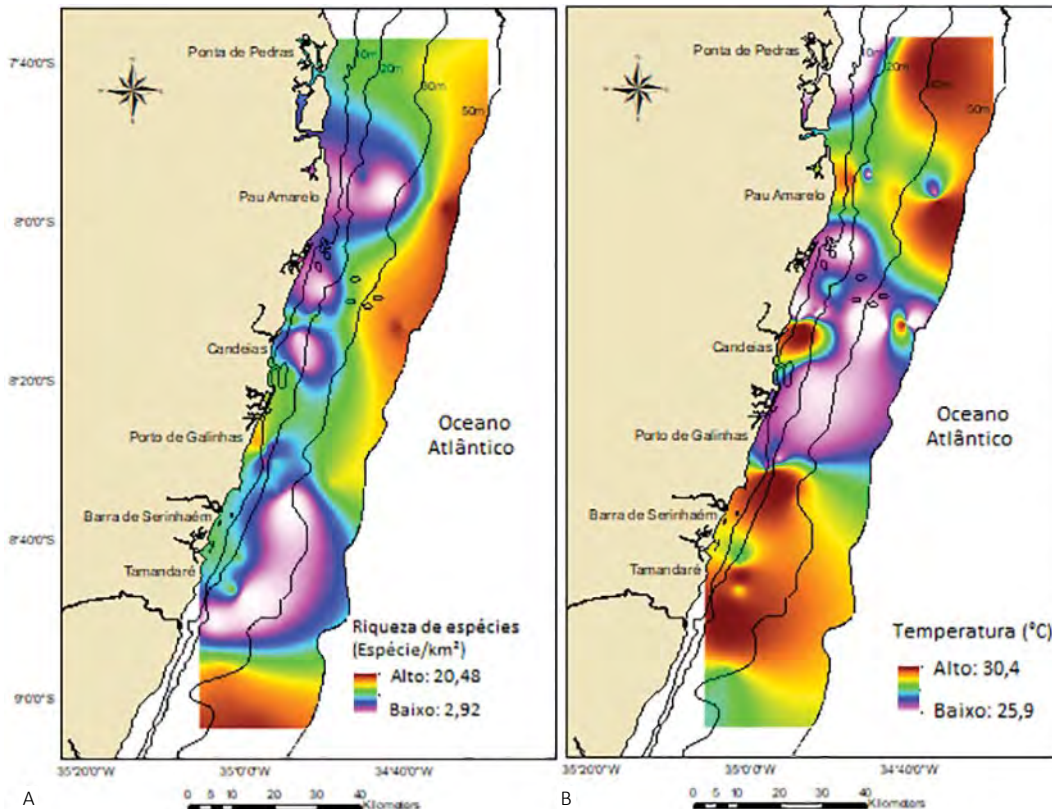 7°40'0"S
8°0'0"S
8°20'0"S
8°40'0"S
9°0'0"S
Ponta de Pedras
10m
20m
50m
Pau Amarelo
Candeias
Porto de Galinhas
Barra de Serinhaém
Tamandaré
Oceano
Atlântico
Riqueza de espécies
(Espécie/km²)
Alto: 20,48
Baixo: 2,92
35°20'0"W
35°0'0"W
34°40'0"W
A
0 5 10 20 30 40
Kilometers
Ponta de Pedras
10m
20m
50m
Pau Amarelo
Candeias
Porto de Galinhas
Barra de Serinhaém
Tamandaré
Oceano
Atlântico
Temperatura (°C)
Alto: 30,4
Baixo: 25,9
35°20'0"W
35°0'0"W
34°40'0"W
B
0 5 10 20 30 40
Kilometers